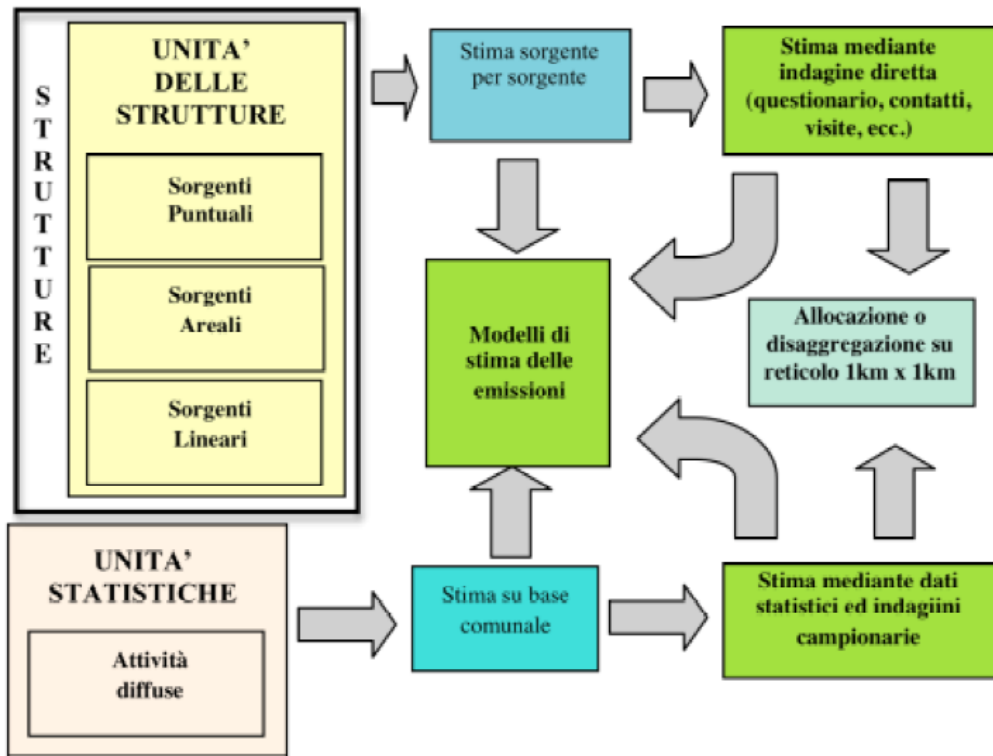 STRUTTURE
UNITA’
DELLE
STRUTTURE
Sorgenti
Puntuali
Sorgenti
Areali
Sorgenti
Lineari
Stima sorgente
per sorgente
Stima mediante
indagine diretta
(questionario, contatti,
visite, ecc.)
Modelli di
stima delle
emissioni
Allocazione o
disaggregazione su
reticolo 1km x 1km
UNITA’
STATISTICHE
Attività
diffuse
Stima su base
comunale
Stima mediante dati
statistici ed indagiini
campionarie